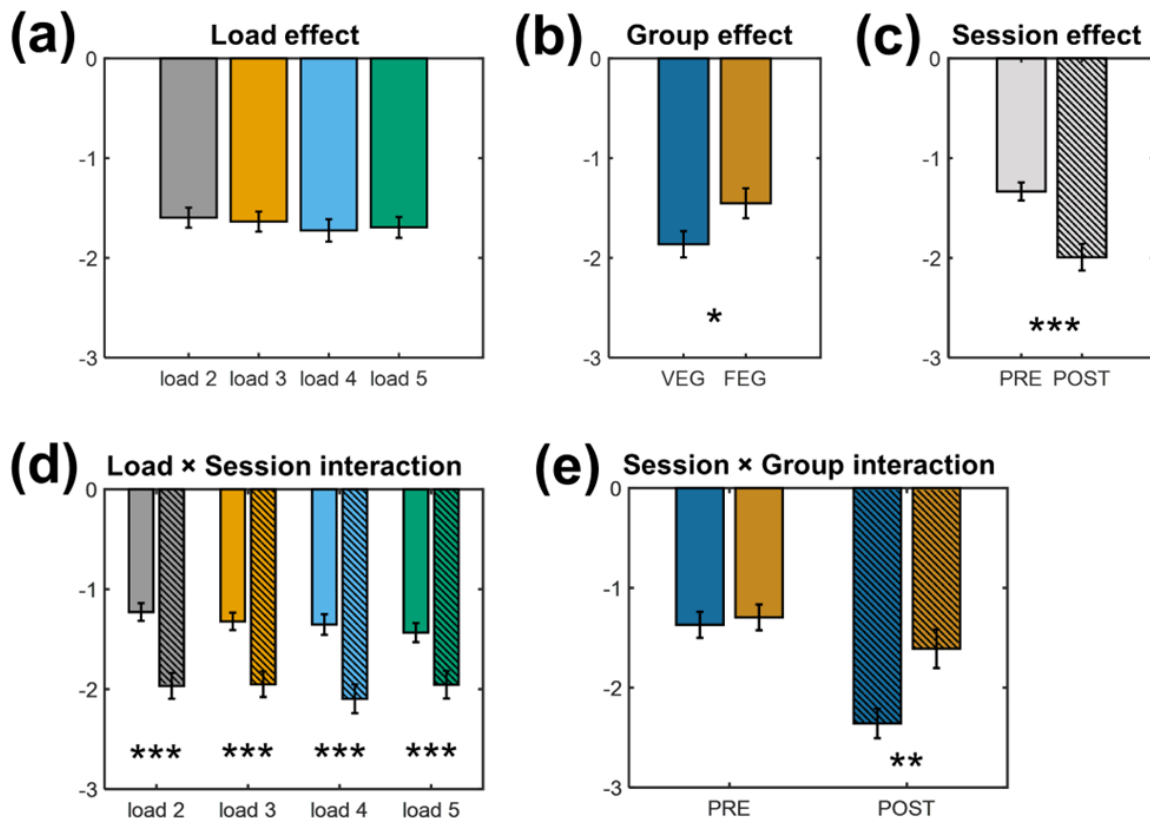 (a) Load effect
0
-1
-2
-3
load 2 load 3 load 4 load 5
(b) Group effect
0
-1
-2
-3
*
VEG FEG
(c) Session effect
0
-1
-2
-3
***
PRE POST
(d) Load × Session interaction
0
-1
-2
-3
*** *** *** ***
load 2 load 3 load 4 load 5
(e) Session × Group interaction
0
-1
-2
-3
**
PRE POST